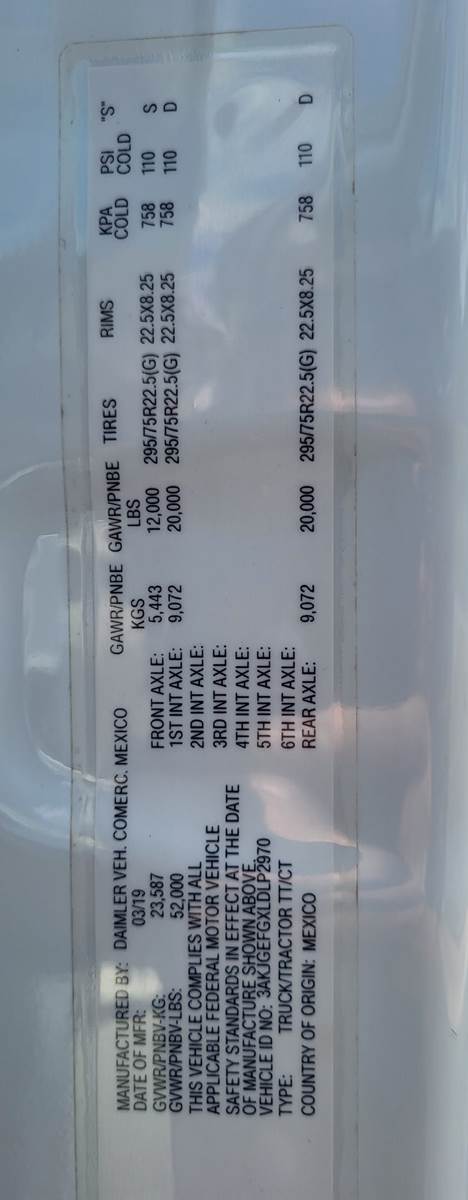 MANUFACTURED BY: DAIMLER VEH. COMERC. MEXICO
DATE OF MFR: 03/19
GVWR/PNBV-KG: 23,587
GVWR/PNBV-LBS: 52,000
THIS VEHICLE COMPLIES WITH ALL
APPLICABLE FEDERAL MOTOR VEHICLE
SAFETY STANDARDS IN EFFECT AT THE DATE
OF MANUFACTURE SHOWN ABOVE.
VEHICLE ID NO: 3AKJGEFGXLDLP2970
TYPE: TRUCK/TRACTOR TT/CT
COUNTRY OF ORIGIN: MEXICO
GAWR/PNBE GAWR/PNBE TIRES RIMS KPA PSI "S"
KGS LBS COLD COLD
FRONT AXLE: 5,443 12,000 295/75R22.5(G) 22.5X8.25 758 110 S
1ST INT AXLE: 9,072 20,000 295/75R22.5(G) 22.5X8.25 758 110 D
2ND INT AXLE:
3RD INT AXLE:
4TH INT AXLE:
5TH INT AXLE:
6TH INT AXLE:
REAR AXLE: 9,072 20,000 295/75R22.5(G) 22.5X8.25 758 110 D